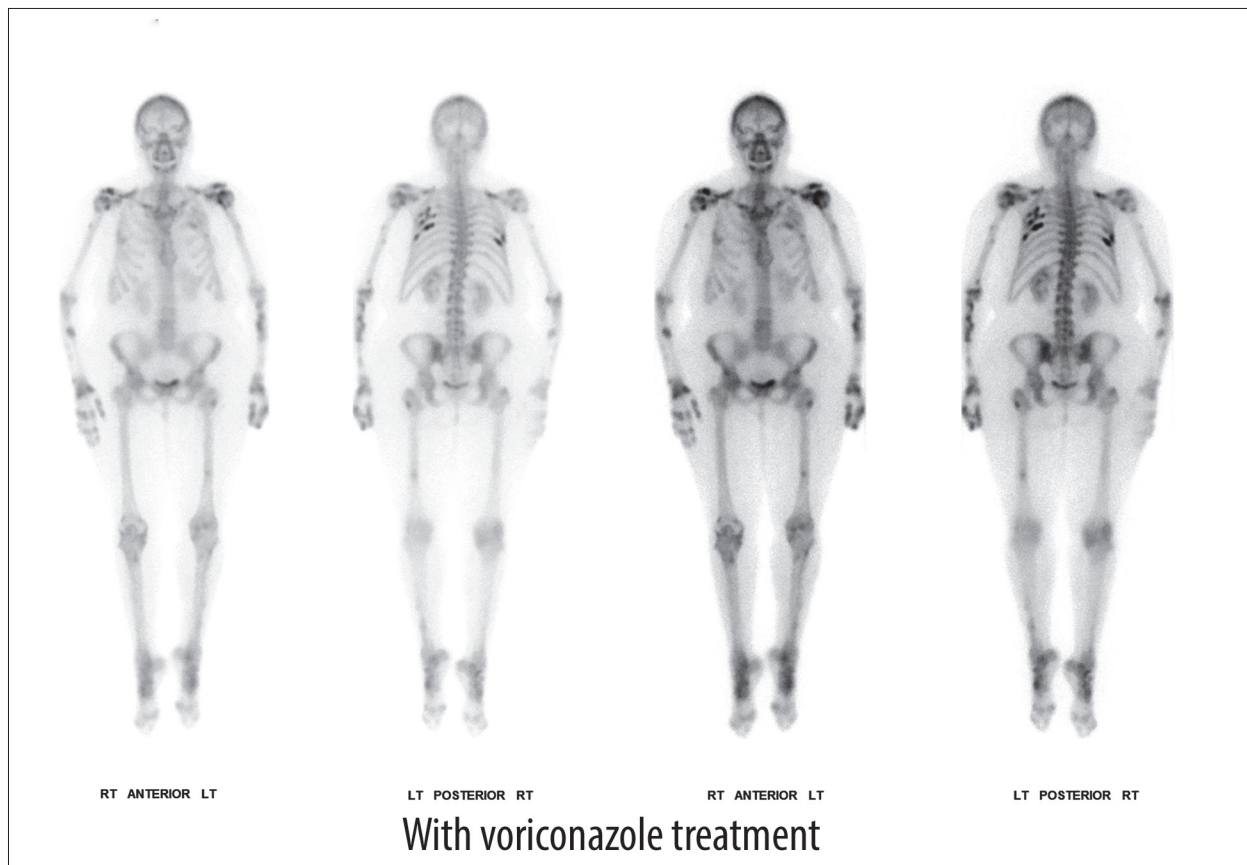 RT ANTERIOR LT
LT POSTERIOR RT
RT ANTERIOR LT
LT POSTERIOR RT
With voriconazole treatment